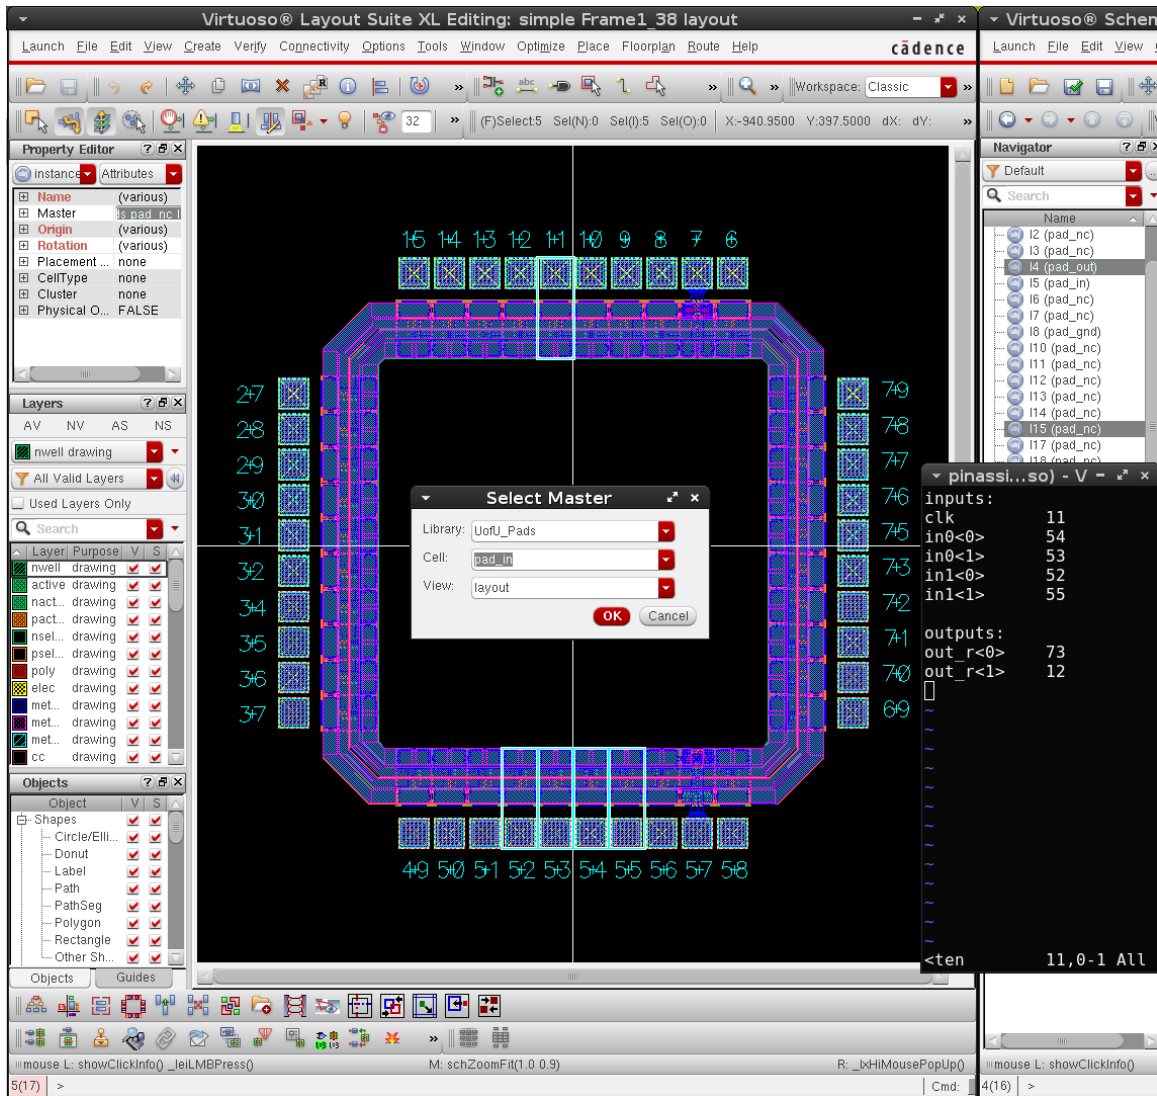 Virtuoso® Layout Suite XL Editing: simple Frame1_38 layout
Launch File Edit View Create Verify Connectivity Options Tools Window Optimize Place Floorplan Route Help
cādence
Workspace: Classic
32
(F)Select:5 Sel(N):0 Sel(I):5 Sel(O):0 X:-940.9500 Y:397.5000 dX: dY:
Property Editor
instance Attributes
Name (various)
Master ls pad_nc l
Origin (various)
Rotation (various)
Placement ... none
CellType none
Cluster none
Physical O... FALSE
Layers
AV NV AS NS
nwell drawing
All Valid Layers
Used Layers Only
Search
Layer Purpose V S
nwell drawing
active drawing
nact... drawing
pact... drawing
nsel... drawing
psel... drawing
poly drawing
elec drawing
met... drawing
met... drawing
met... drawing
cc drawing
Objects
Object V S
Shapes
Circle/Elli...
Donut
Label
Path
PathSeg
Polygon
Rectangle
Other Sh...
Objects Guides
15 14 13 12 11 10 9 8 7 6
27
28
29
30
31
32
34
35
36
37
79
78
77
76
75
73
72
71
70
69
49 50 51 52 53 54 55 56 57 58
Select Master
Library: UofU_Pads
Cell: pad_in
View: layout
OK Cancel
mouse L: showClickInfo() _leiLMBPress() M: schZoomFit(1.0 0.9) R: _lxHiMousePopUp()
5(17) > Cmd:
Virtuoso® Schem
Launch File Edit View
Navigator
Default
Search
Name
I2 (pad_nc)
I3 (pad_nc)
I4 (pad_out)
I5 (pad_in)
I6 (pad_nc)
I7 (pad_nc)
I8 (pad_gnd)
I10 (pad_nc)
I11 (pad_nc)
I12 (pad_nc)
I13 (pad_nc)
I14 (pad_nc)
I15 (pad_nc)
I17 (pad_nc)
I18 (pad_nc)
pinassi...so) - V
inputs:
clk 11
in0<0> 54
in0<1> 53
in1<0> 52
in1<1> 55
outputs:
out_r<0> 73
out_r<1> 12
~
~
~
~
~
~
~
~
~
~
~
~
~
<ten 11,0-1 All
mouse L: showClickInfo()
4(16) >